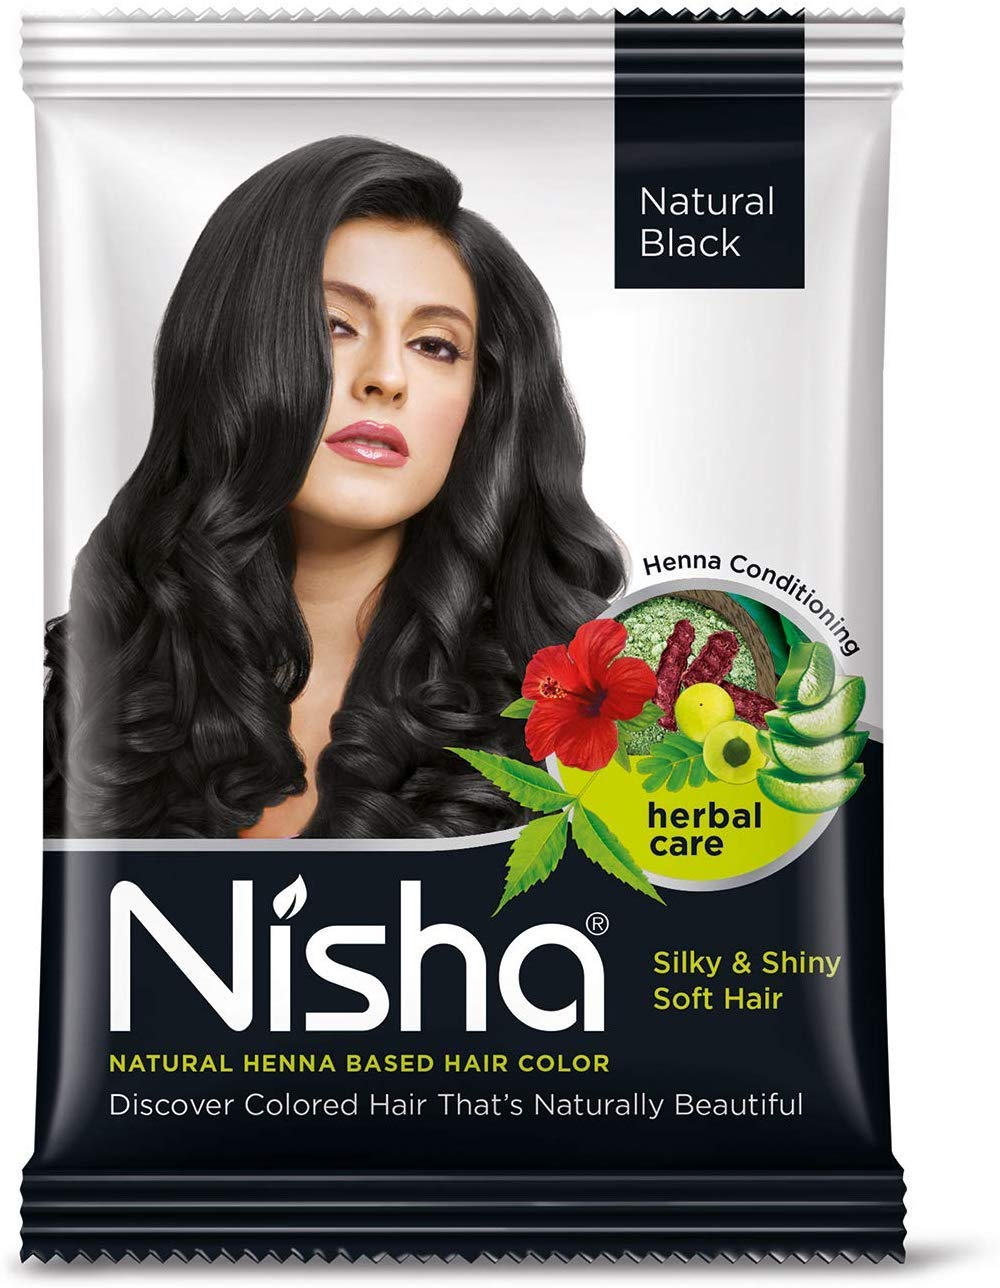 Natural
Black
Henna Conditioning
herbal
care
Nisha®
Silky & Shiny
Soft Hair
NATURAL HENNA BASED HAIR COLOR
Discover Colored Hair That's Naturally Beautiful